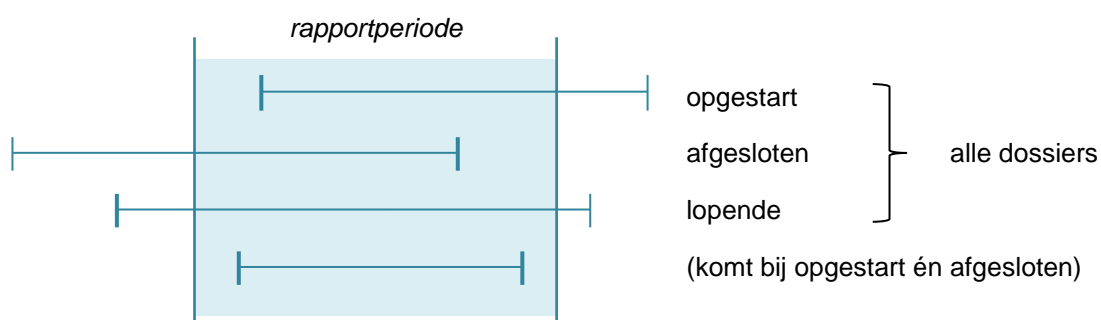 rapportperiode
opgestart
afgesloten
alle dossiers
lopende
(komt bij opgestart én afgesloten)